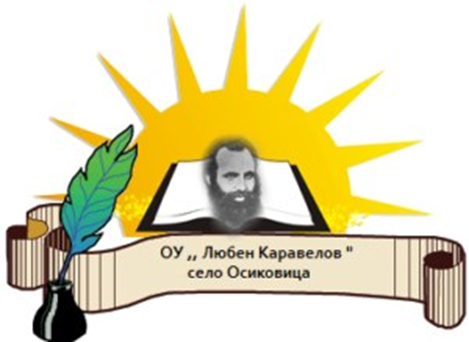 ОУ ,, Любен Каравелов "
село Осиковица